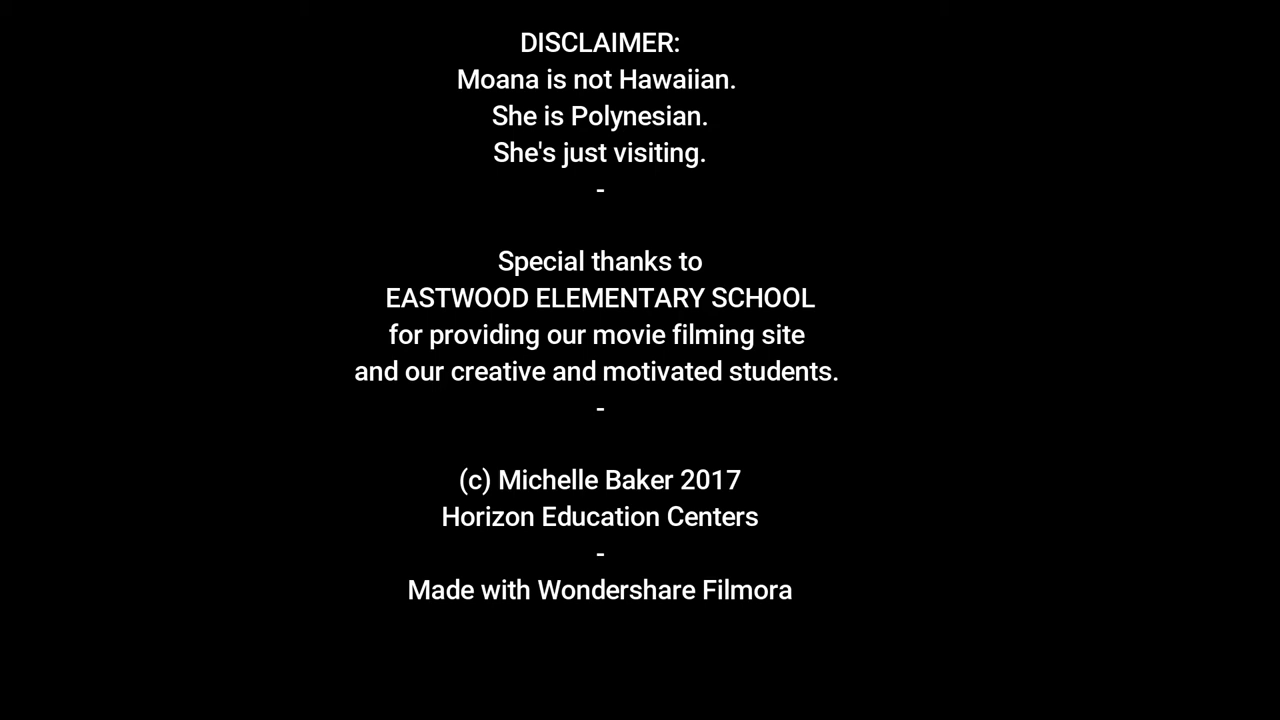 DISCLAIMER:
Moana is not Hawaiian.
She is Polynesian.
She's just visiting.
-
Special thanks to
EASTWOOD ELEMENTARY SCHOOL
for providing our movie filming site
and our creative and motivated students.
-
(c) Michelle Baker 2017
Horizon Education Centers
-
Made with Wondershare Filmora